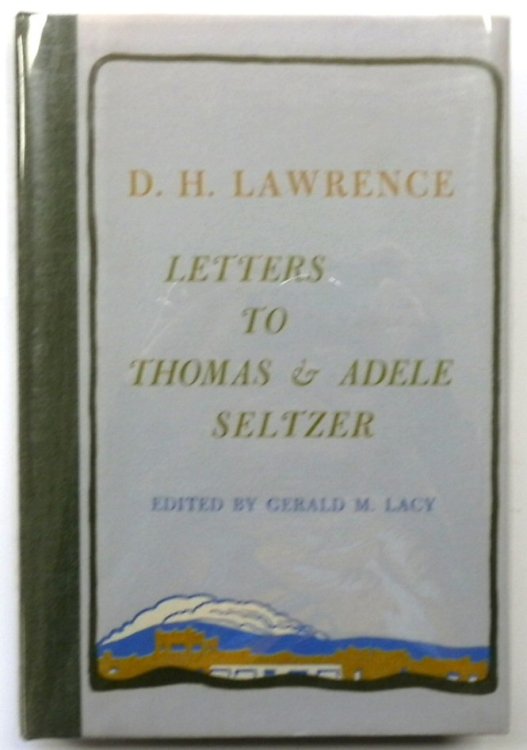 D. H. LAWRENCE
LETTERS
TO
THOMAS & ADELE
SELTZER
EDITED BY GERALD M. LACY